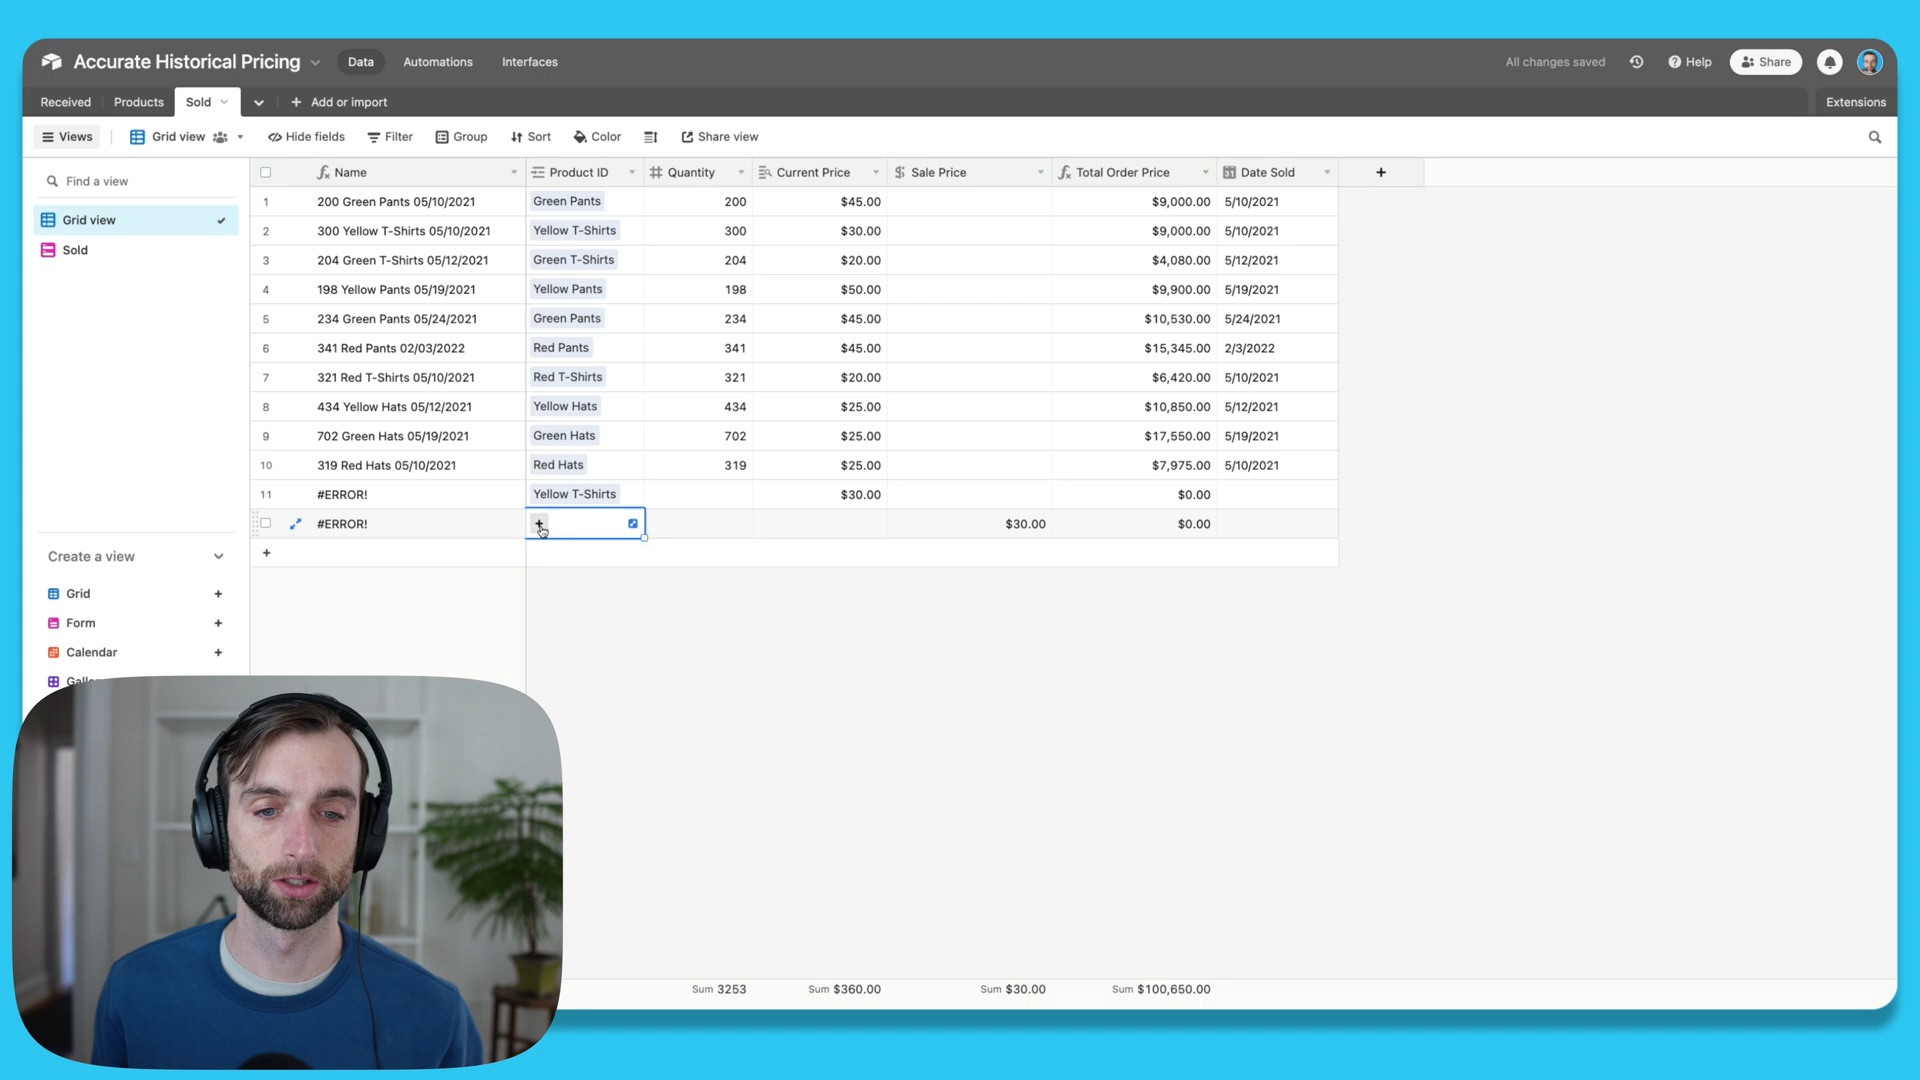 Accurate Historical Pricing Data Automations Interfaces All changes saved Help Share
Received Products Sold Add or import Extensions
Views Grid view Hide fields Filter Group Sort Color Share view
Find a view
Grid view
Sold
Name Product ID Quantity Current Price Sale Price Total Order Price Date Sold
1 200 Green Pants 05/10/2021 Green Pants 200 $45.00 $9,000.00 5/10/2021
2 300 Yellow T-Shirts 05/10/2021 Yellow T-Shirts 300 $30.00 $9,000.00 5/10/2021
3 204 Green T-Shirts 05/12/2021 Green T-Shirts 204 $20.00 $4,080.00 5/12/2021
4 198 Yellow Pants 05/19/2021 Yellow Pants 198 $50.00 $9,900.00 5/19/2021
5 234 Green Pants 05/24/2021 Green Pants 234 $45.00 $10,530.00 5/24/2021
6 341 Red Pants 02/03/2022 Red Pants 341 $45.00 $15,345.00 2/3/2022
7 321 Red T-Shirts 05/10/2021 Red T-Shirts 321 $20.00 $6,420.00 5/10/2021
8 434 Yellow Hats 05/12/2021 Yellow Hats 434 $25.00 $10,850.00 5/12/2021
9 702 Green Hats 05/19/2021 Green Hats 702 $25.00 $17,550.00 5/19/2021
10 319 Red Hats 05/10/2021 Red Hats 319 $25.00 $7,975.00 5/10/2021
11 #ERROR! Yellow T-Shirts $30.00 $0.00
#ERROR! $30.00 $0.00
Create a view
Grid
Form
Calendar
Sum 3253 Sum $360.00 Sum $30.00 Sum $100,650.00